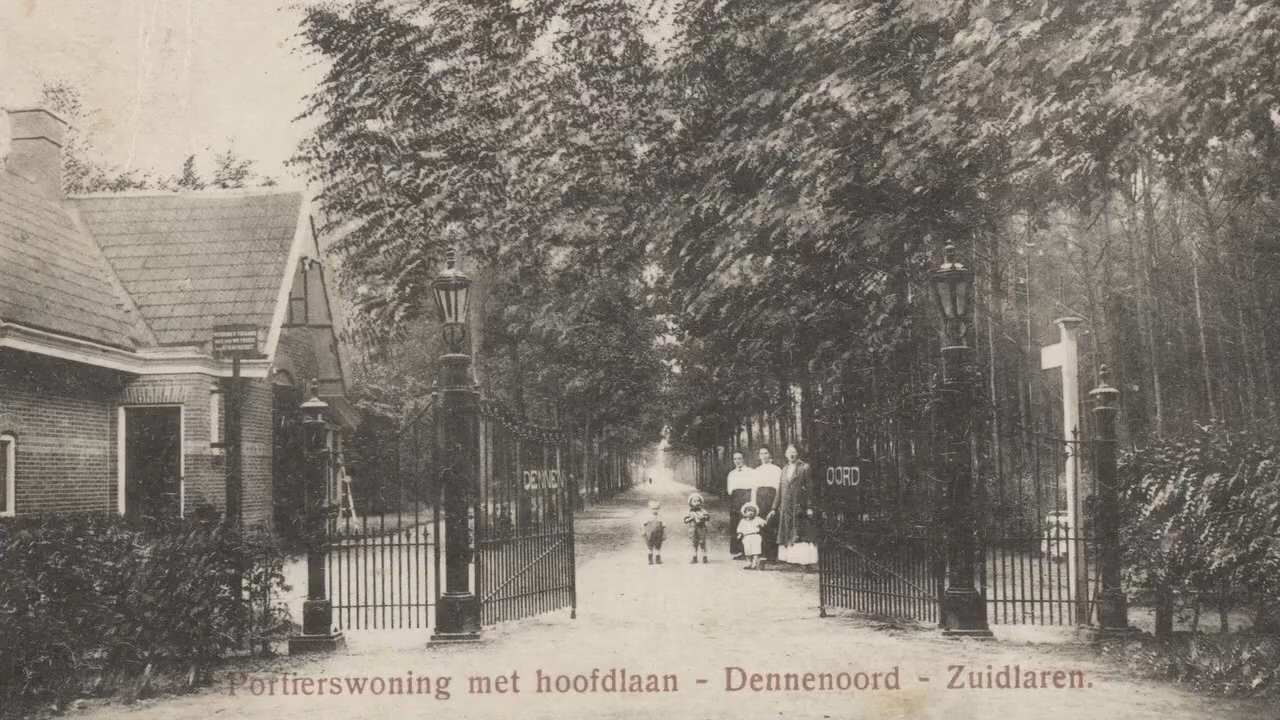 DENNEN
OORD
Portierswoning met hoofdlaan - Dennenoord - Zuidlaren.